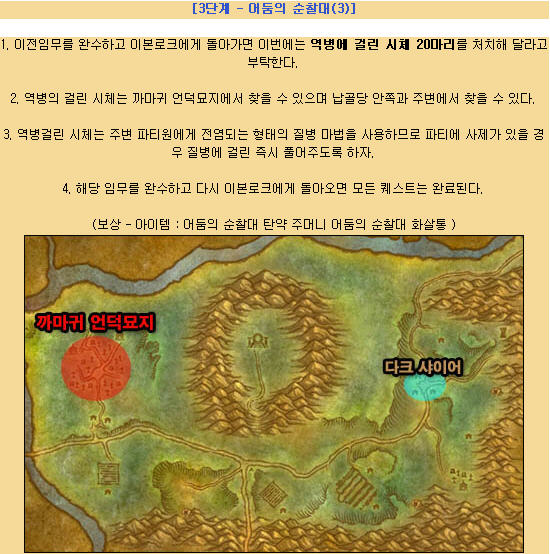 [3단계 - 어둠의 순찰대(3)]
1. 이전임무를 완수하고 이본로크에게 돌아가면 이번에는 역병에 걸린 시체 20마리를 처치해 달라고
부탁한다.
2. 역병의 걸린 시체는 까마귀 언덕묘지에서 찾을 수 있으며 납골당 안쪽과 주변에서 찾을 수 있다.
3. 역병걸린 시체는 주변 파티원에게 전염되는 형태의 질병 마법을 사용하므로 파티에 사제가 있을 경
우 질병에 걸린 즉시 풀어주도록 하자.
4. 해당 임무를 완수하고 다시 이본로크에게 돌아오면 모든 퀘스트는 완료된다.
(보상 - 아이템 : 어둠의 순찰대 탄약 주머니 어둠의 순찰대 화살통 )
까마귀 언덕묘지
다크 샤이어